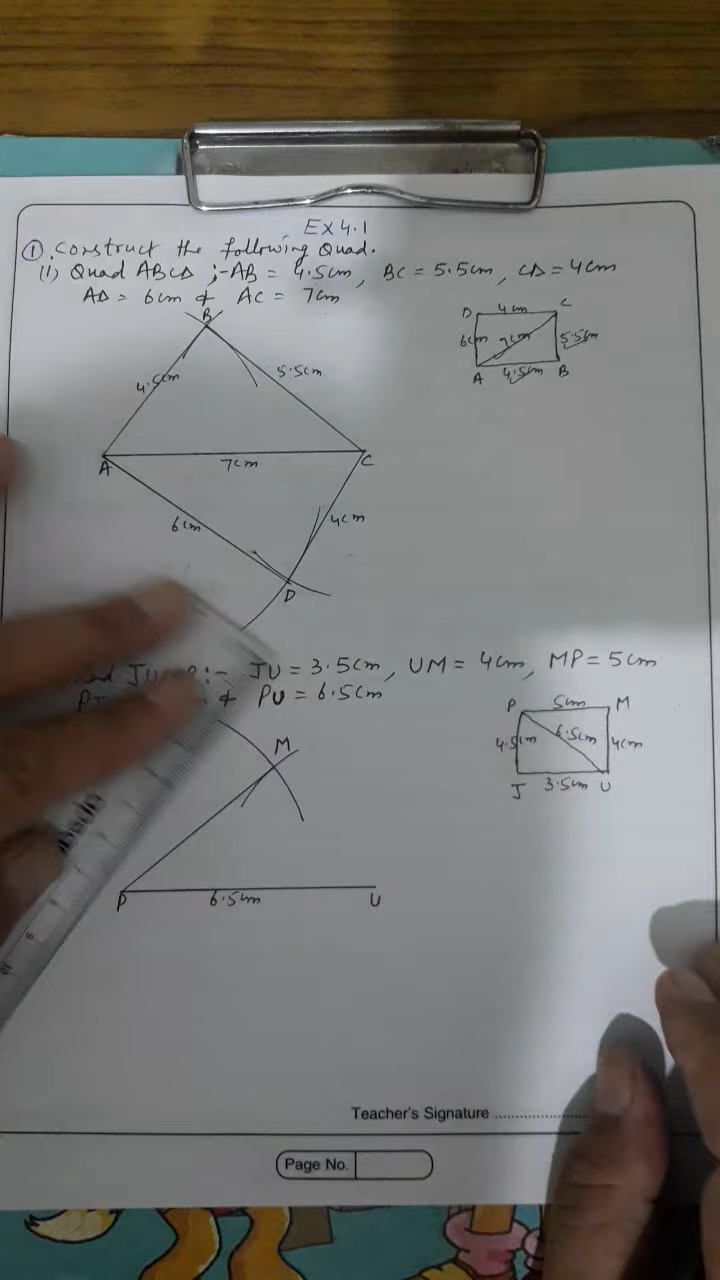 Ex 4.1
① Construct the following Quad.
(1) Quad ABCD ;- AB = 4.5cm, BC = 5.5cm, CD = 4cm
AD = 6cm & AC = 7cm
D 4cm C
6cm 7cm 5.5cm
A 4.5cm B
B
4.5cm 5.5cm
A 7cm C
6cm 4cm
D
:- JU = 3.5cm, UM = 4cm, MP = 5cm
& PU = 6.5cm
P 5cm M
4.5cm 6.5cm 4cm
J 3.5cm U
M
P 6.5cm U
Teacher's Signature ....................
Page No.